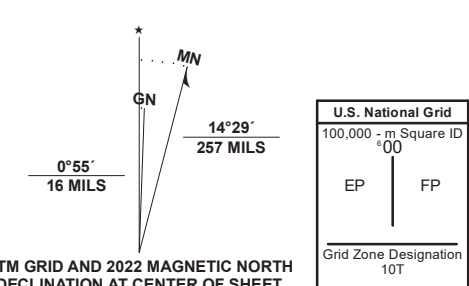 ★
MN
GN
0°55´
16 MILS
14°29´
257 MILS
TM GRID AND 2022 MAGNETIC NORTH
DECLINATION AT CENTER OF SHEET
U.S. National Grid
100,000 - m Square ID
⁶00
EP FP
Grid Zone Designation
10T